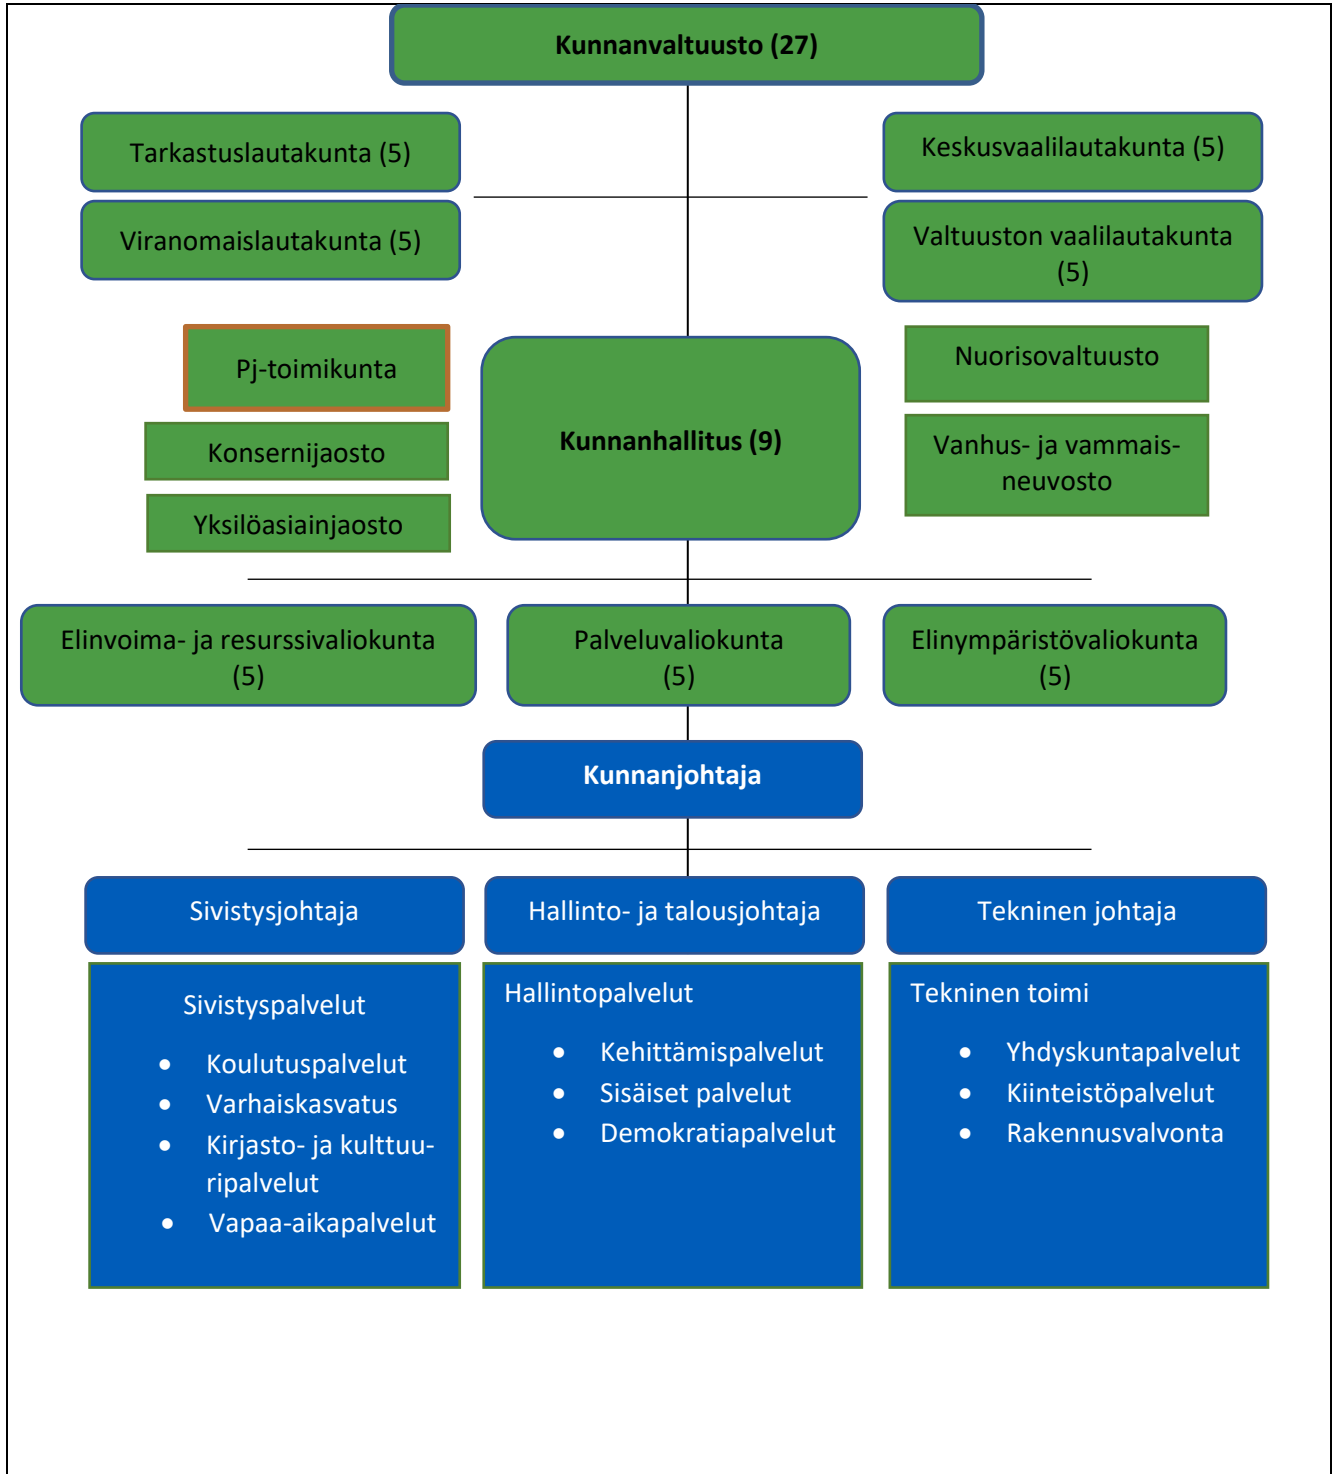 Kunnanvaltuusto (27)
Tarkastuslautakunta (5)
Keskusvaalilautakunta (5)
Viranomaislautakunta (5)
Valtuuston vaalilautakunta
(5)
Pj-toimikunta
Konsernijaosto
Yksilöasiainjaosto
Kunnanhallitus (9)
Nuorisovaltuusto
Vanhus- ja vammais-
neuvosto
Elinvoima- ja resurssivaliokunta
(5)
Palveluvaliokunta
(5)
Elinympäristövaliokunta
(5)
Kunnanjohtaja
Sivistysjohtaja
Hallinto- ja talousjohtaja
Tekninen johtaja
Sivistyspalvelut
• Koulutuspalvelut
• Varhaiskasvatus
• Kirjasto- ja kulttuu-
ripalvelut
• Vapaa-aikapalvelut
Hallintopalvelut
• Kehittämispalvelut
• Sisäiset palvelut
• Demokratiapalvelut
Tekninen toimi
• Yhdyskuntapalvelut
• Kiinteistöpalvelut
• Rakennusvalvonta